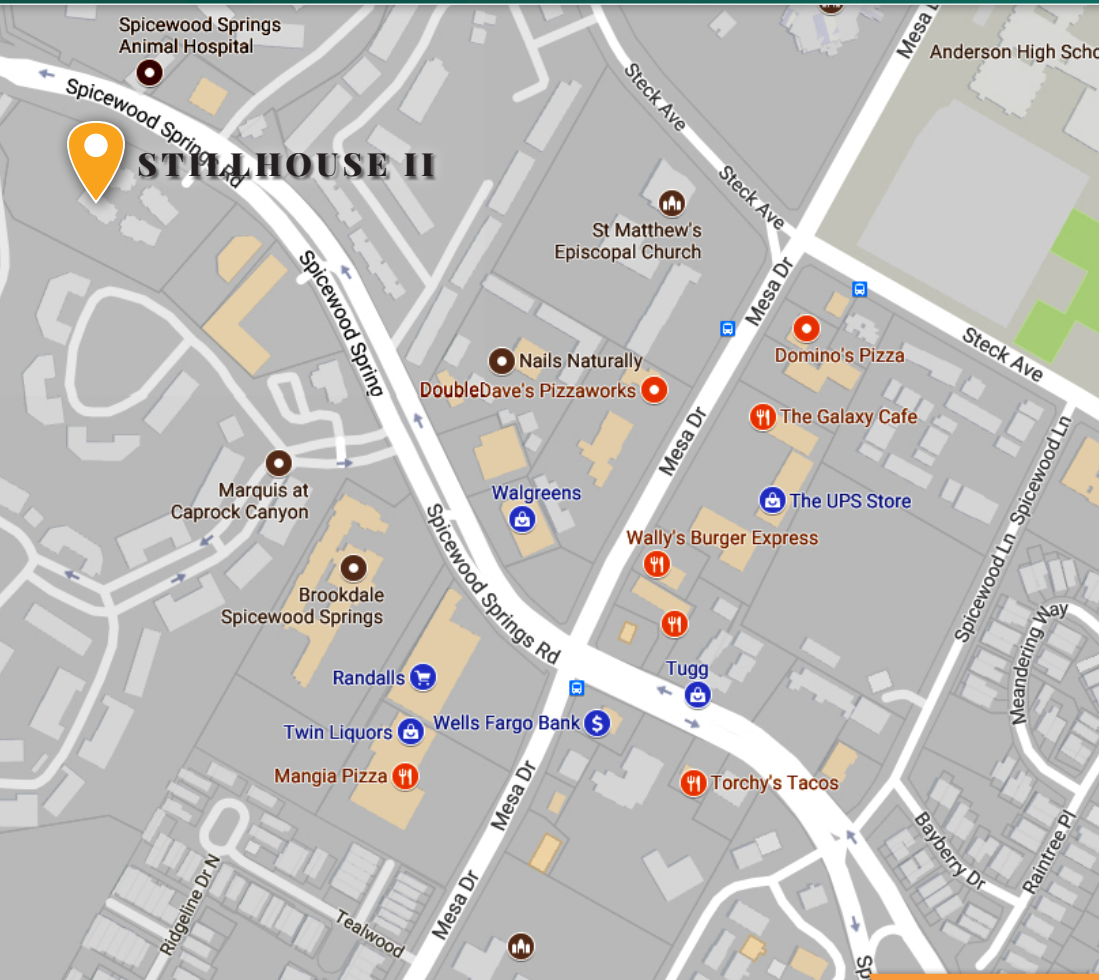 Spicewood Springs
Animal Hospital
Mesa D
Anderson High Scho
Spicewood Springs Rd
Steck Ave
STILLHOUSE II
Steck Ave
St Matthew's
Episcopal Church
Mesa Dr
Spicewood Spring
Domino's Pizza
Steck Ave
Nails Naturally
DoubleDave's Pizzaworks
The Galaxy Cafe
Mesa Dr
Spicewood Ln
Marquis at
Caprock Canyon
Walgreens
The UPS Store
Wally's Burger Express
Spicewood Springs Rd
Spicewood Ln
Brookdale
Spicewood Springs
Meandering Way
Randalls
Tugg
Twin Liquors
Wells Fargo Bank
$
Mangia Pizza
Torchy's Tacos
Mesa Dr
Bayberry Dr
Raintree Pl
Ridgeline Dr N
Tealwood
Mesa Dr
Sp